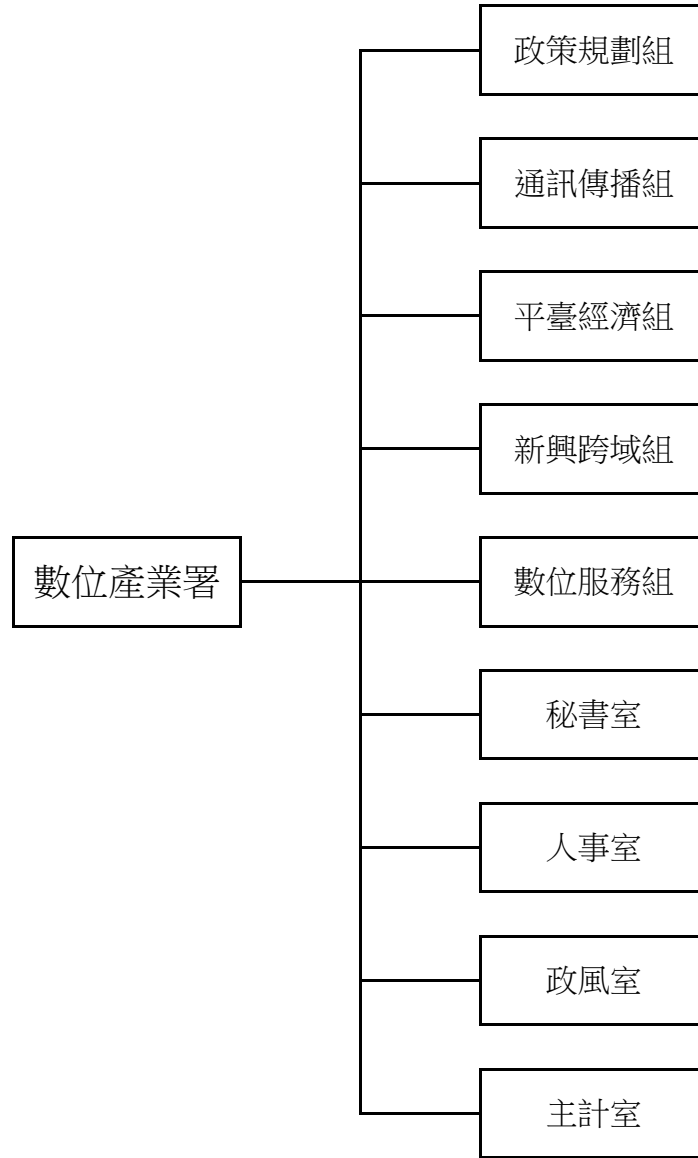 政策規劃組
通訊傳播組
平臺經濟組
新興跨域組
數位產業署
數位服務組
秘書室
人事室
政風室
主計室